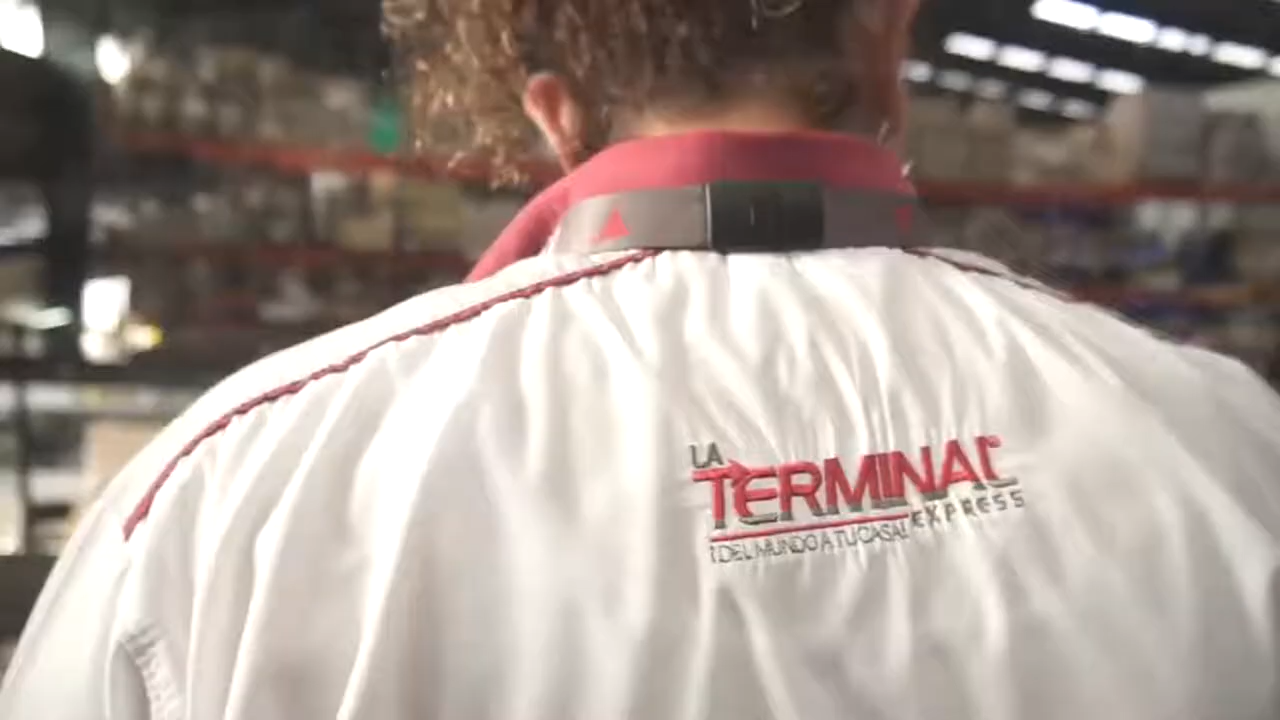 LA
TERMINAL
EXPRESS
¡DEL MUNDO A TU CASA!